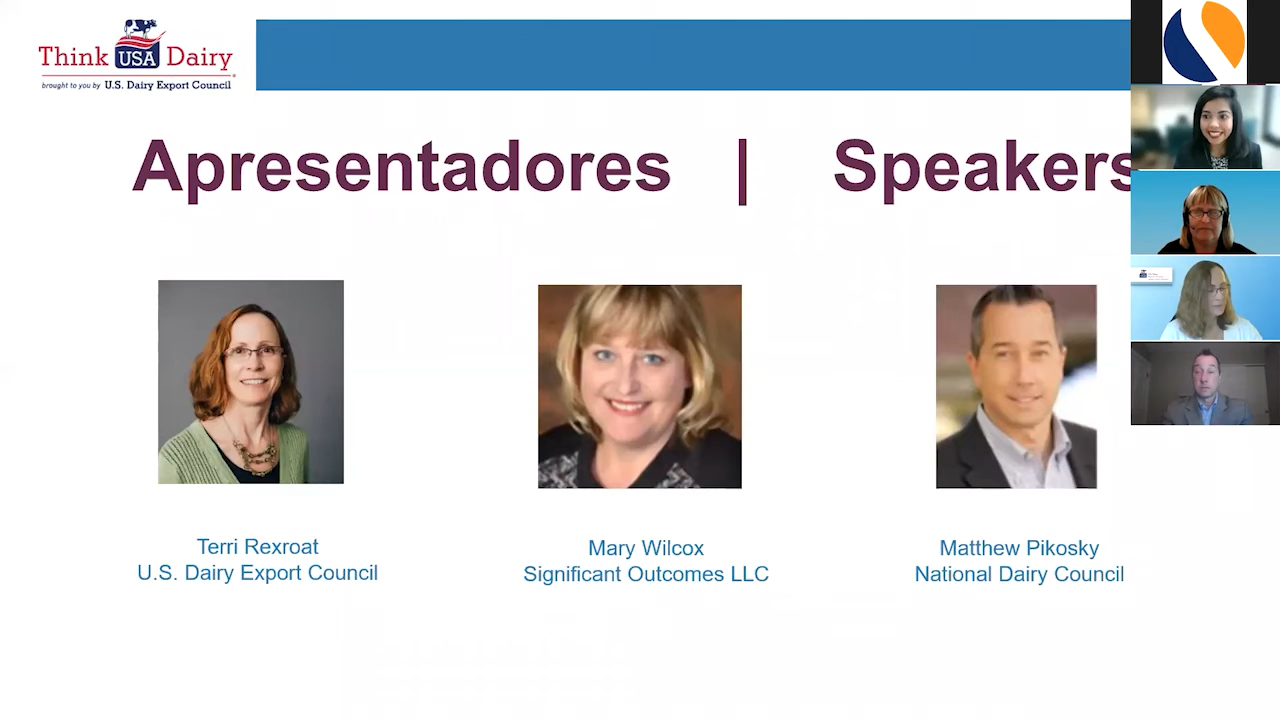 Think USA Dairy
brought to you by U.S. Dairy Export Council
Apresentadores | Speakers
Terri Rexroat
U.S. Dairy Export Council
Mary Wilcox
Significant Outcomes LLC
Matthew Pikosky
National Dairy Council